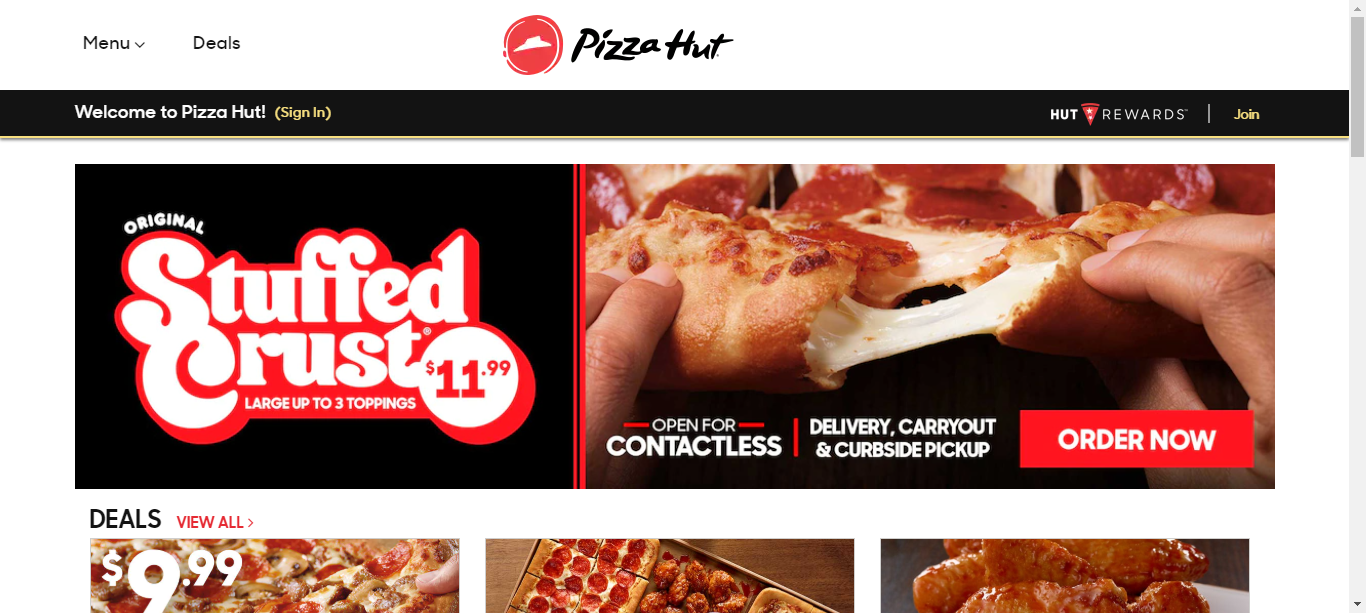 Menu
Deals
Pizza Hut
Welcome to Pizza Hut! (Sign In)
HUT REWARDS™
Join
ORIGINAL
Stuffed
Crust®
$11.99
LARGE UP TO 3 TOPPINGS
OPEN FOR
CONTACTLESS
DELIVERY, CARRYOUT
& CURBSIDE PICKUP
ORDER NOW
DEALS VIEW ALL >
$9.99